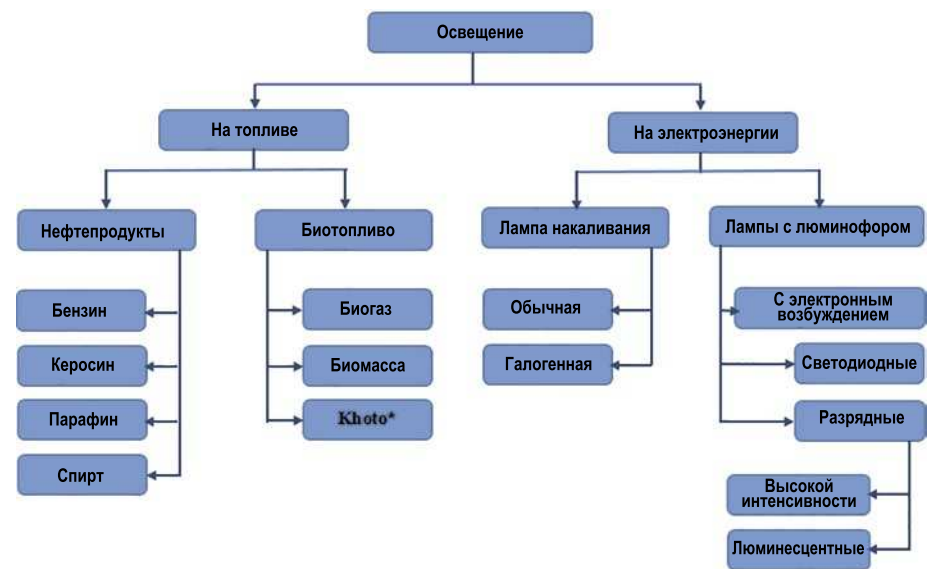 Освещение
На топливе
На электроэнергии
Нефтепродукты
Биотопливо
Лампа накаливания
Лампы с люминофором
Бензин
Керосин
Парафин
Спирт
Биогаз
Биомасса
Khoto*
Обычная
Галогенная
С электронным
возбуждением
Светодиодные
Разрядные
Высокой
интенсивности
Люминесцентные